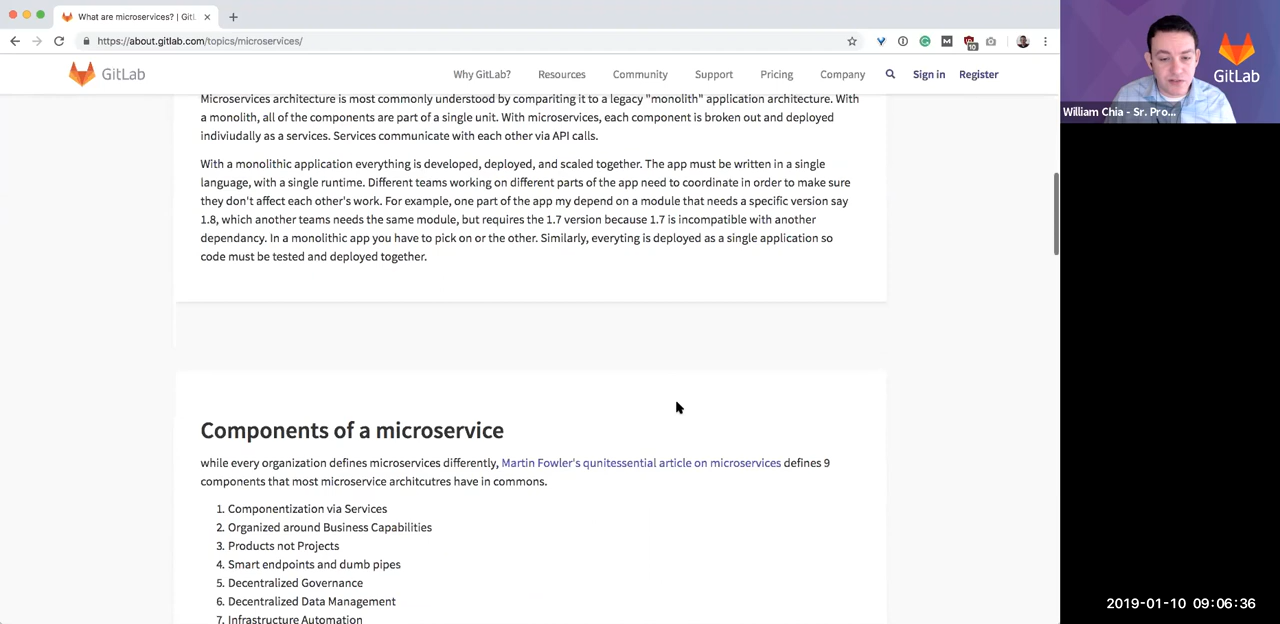 What are microservices? | GitL
https://about.gitlab.com/topics/microservices/
10
GitLab
Why GitLab?
Resources
Community
Support
Pricing
Company
Sign in
Register
Microservices architecture is most commonly understood by compariting it to a legacy "monolith" application architecture. With
a monolith, all of the components are part of a single unit. With microservices, each component is broken out and deployed
indiviudally as a services. Services communicate with each other via API calls.
With a monolithic application everything is developed, deployed, and scaled together. The app must be written in a single
language, with a single runtime. Different teams working on different parts of the app need to coordinate in order to make sure
they don't affect each other's work. For example, one part of the app my depend on a module that needs a specific version say
1.8, which another teams needs the same module, but requires the 1.7 version because 1.7 is incompatible with another
dependancy. In a monolithic app you have to pick on or the other. Similarly, everyting is deployed as a single application so
code must be tested and deployed together.
Components of a microservice
while every organization defines microservices differently, Martin Fowler's qunitessential article on microservices defines 9
components that most microservice architcutres have in commons.
1. Componentization via Services
2. Organized around Business Capabilities
3. Products not Projects
4. Smart endpoints and dumb pipes
5. Decentralized Governance
6. Decentralized Data Management
7. Infrastructure Automation
GitLab
William Chia - Sr. Pro...
2019-01-10 09:06:36